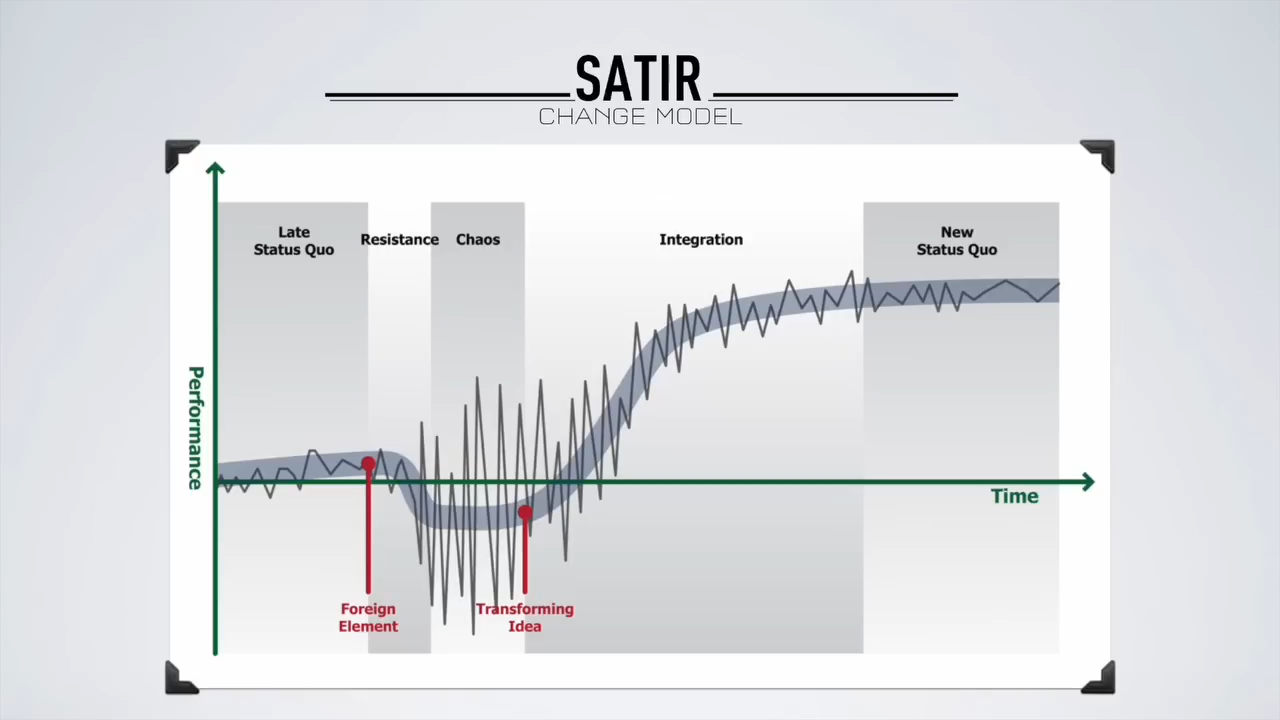 SATIR
CHANGE MODEL
Late
Status Quo
Resistance
Chaos
Integration
New
Status Quo
Performance
Time
Foreign
Element
Transforming
Idea